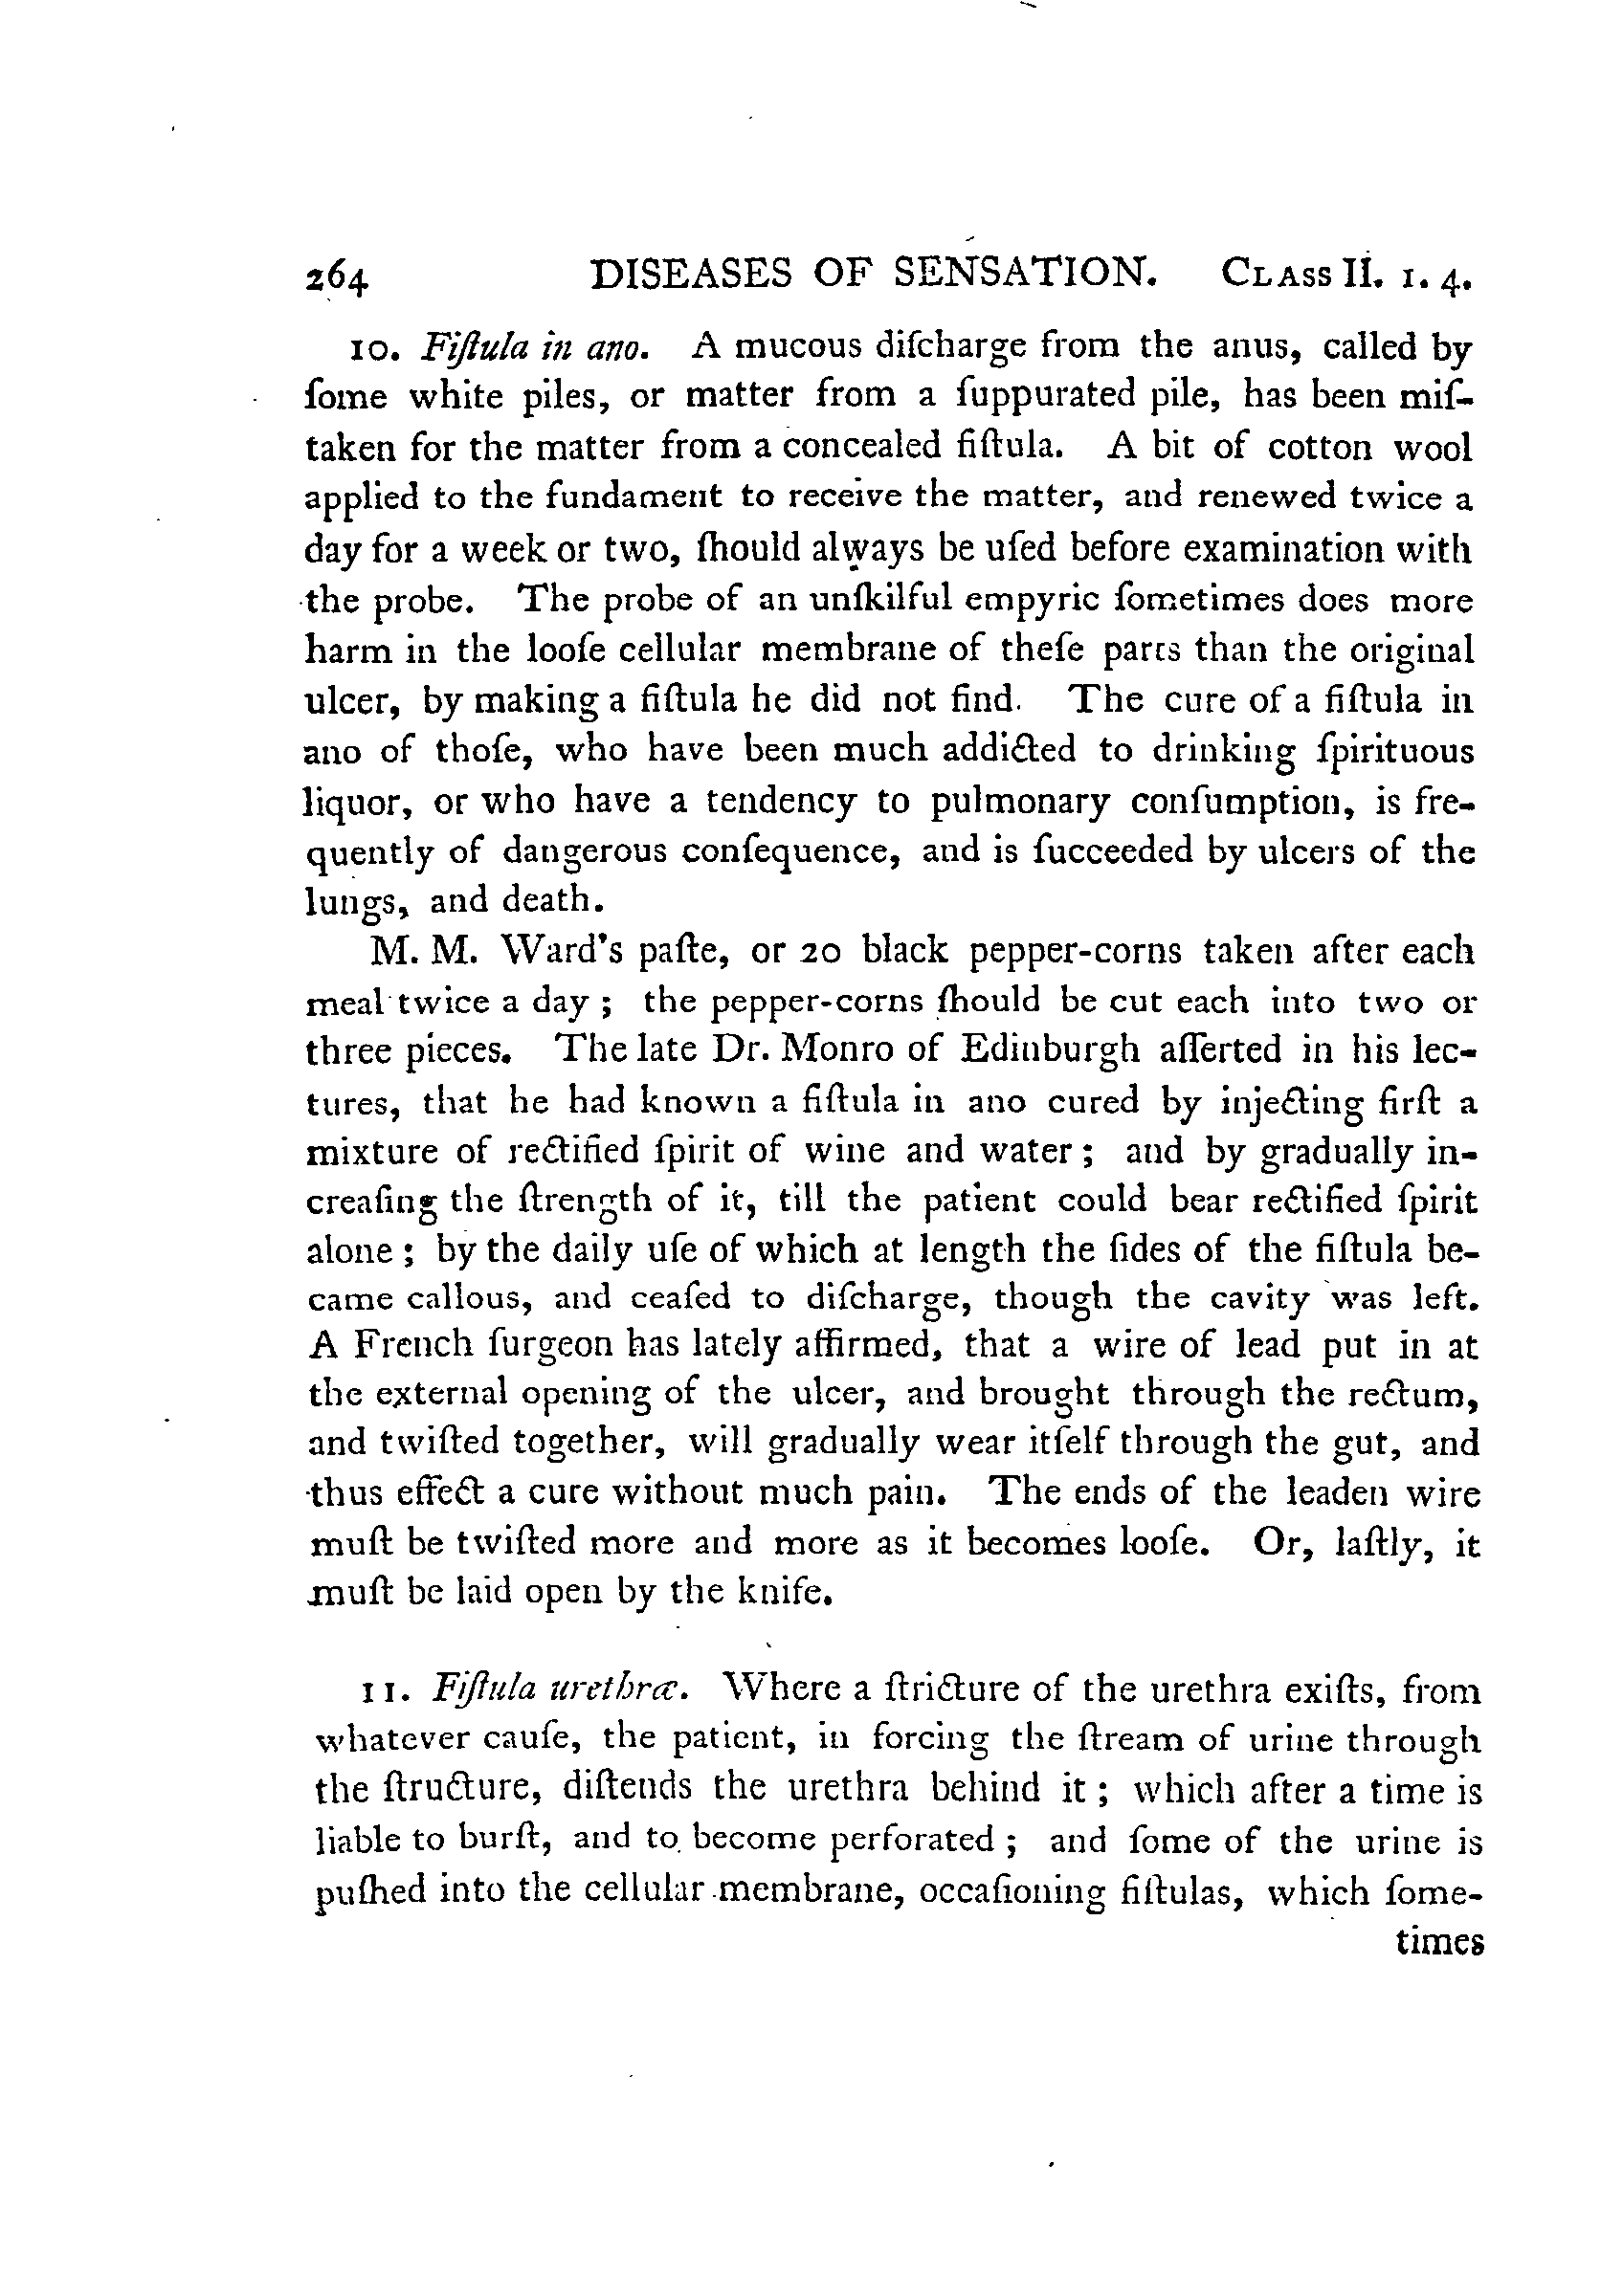 264 DISEASES OF SENSATION. CLASS II. 1. 4.
10. Fiſtula in ano. A mucous diſcharge from the anus, called by
ſome white piles, or matter from a ſuppurated pile, has been miſ-
taken for the matter from a concealed fiſtula. A bit of cotton wool
applied to the fundament to receive the matter, and renewed twice a
day for a week or two, ſhould always be uſed before examination with
the probe. The probe of an unſkilful empyric ſometimes does more
harm in the looſe cellular membrane of theſe parts than the original
ulcer, by making a fiſtula he did not find. The cure of a fiſtula in
ano of thoſe, who have been much addicted to drinking ſpirituous
liquor, or who have a tendency to pulmonary conſumption, is fre-
quently of dangerous conſequence, and is ſucceeded by ulcers of the
lungs, and death.
M. M. Ward's paſte, or 20 black pepper-corns taken after each
meal twice a day ; the pepper-corns ſhould be cut each into two or
three pieces. The late Dr. Monro of Edinburgh aſſerted in his lec-
tures, that he had known a fiſtula in ano cured by injecting firſt a
mixture of rectified ſpirit of wine and water ; and by gradually in-
creaſing the ſtrength of it, till the patient could bear rectified ſpirit
alone ; by the daily uſe of which at length the ſides of the fiſtula be-
came callous, and ceaſed to diſcharge, though the cavity was left.
A French ſurgeon has lately affirmed, that a wire of lead put in at
the external opening of the ulcer, and brought through the rectum,
and twiſted together, will gradually wear itſelf through the gut, and
thus effect a cure without much pain. The ends of the leaden wire
muſt be twiſted more and more as it becomes looſe. Or, laſtly, it
muſt be laid open by the knife.
11. Fiſtula urethræ. Where a ſtricture of the urethra exiſts, from
whatever cauſe, the patient, in forcing the ſtream of urine through
the ſtructure, diſtends the urethra behind it ; which after a time is
liable to burſt, and to become perforated ; and ſome of the urine is
puſhed into the cellular membrane, occaſioning fiſtulas, which ſome-
times